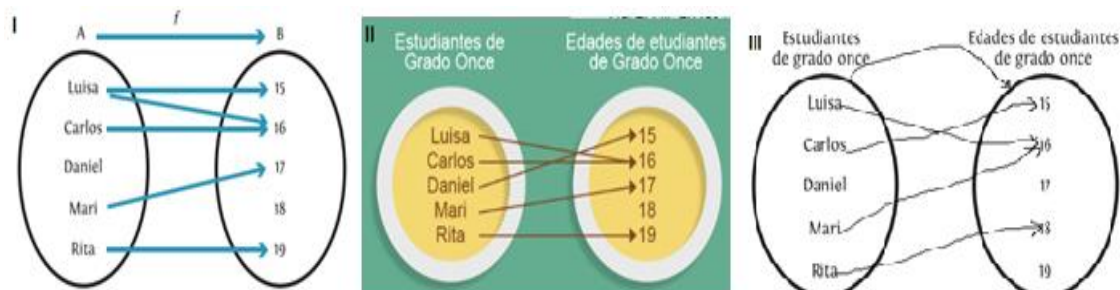 I
A f B
Luisa 15
16
Carlos
Daniel 17
Mari 18
Rita 19
II
Estudiantes de
Grado Once
Edades de etudiantes
de Grado Once
Luisa 15
Carlos 16
Daniel 17
Mari 18
Rita 19
III
Estudiantes
de grado once
Edades de estudiantes
de grado once
Luisa 15
Carlos 16
Daniel 17
Mari 18
Rita 19